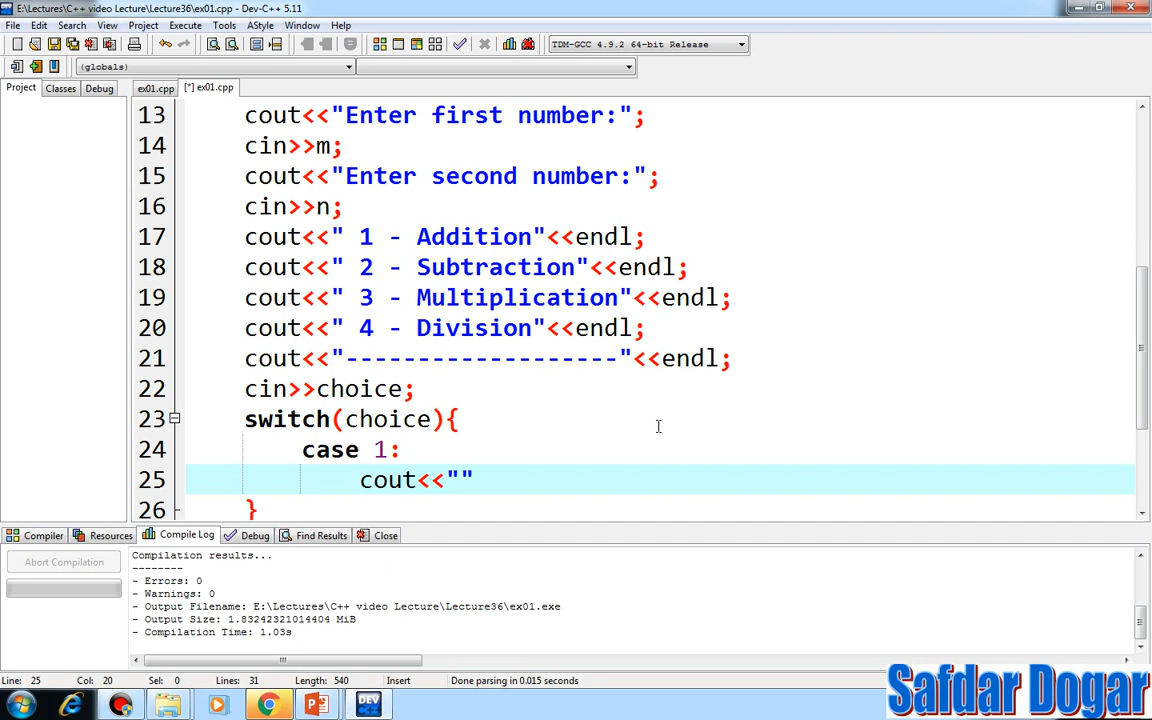 E:\Lectures\C++ video Lecture\Lecture36\ex01.cpp - Dev-C++ 5.11
File Edit Search View Project Execute Tools AStyle Window Help
TDM-GCC 4.9.2 64-bit Release
(globals)
Project Classes Debug ex01.cpp [*] ex01.cpp
13 cout<<"Enter first number:";
14 cin>>m;
15 cout<<"Enter second number:";
16 cin>>n;
17 cout<<" 1 - Addition"<<endl;
18 cout<<" 2 - Subtraction"<<endl;
19 cout<<" 3 - Multiplication"<<endl;
20 cout<<" 4 - Division"<<endl;
21 cout<<"-------------------"<<endl;
22 cin>>choice;
23 switch(choice){
24 case 1:
25 cout<<""
26 }
Compiler Resources Compile Log Debug Find Results Close
Abort Compilation
Compilation results...
--------
- Errors: 0
- Warnings: 0
- Output Filename: E:\Lectures\C++ video Lecture\Lecture36\ex01.exe
- Output Size: 1.83242321014404 MiB
- Compilation Time: 1.03s
Line: 25 Col: 20 Sel: 0 Lines: 31 Length: 540 Insert Done parsing in 0.015 seconds
Safdar Dogar